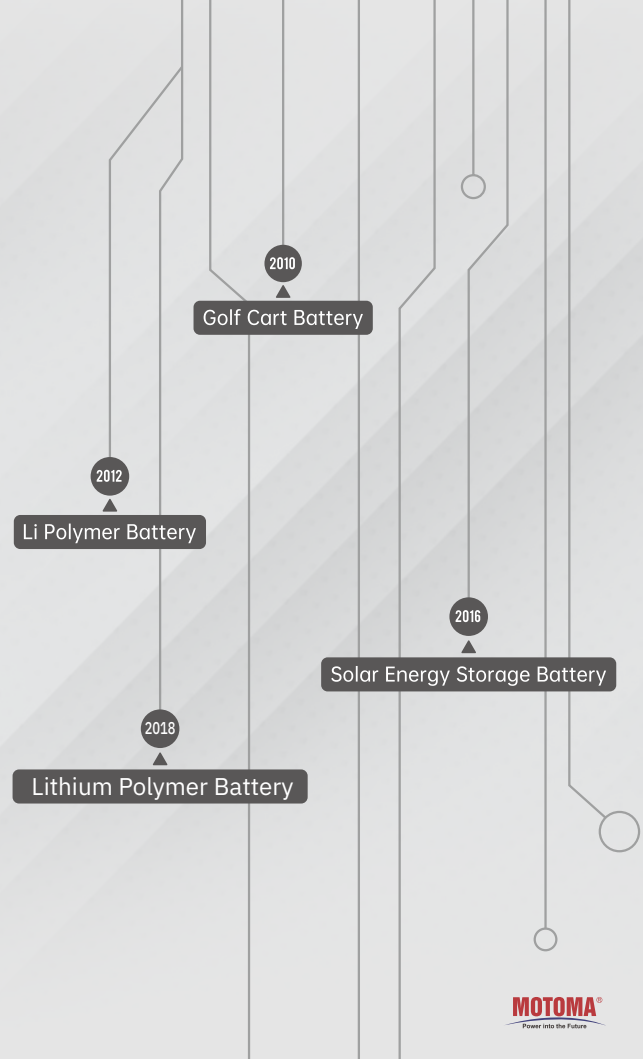 2010
Golf Cart Battery
2012
Li Polymer Battery
2016
Solar Energy Storage Battery
2018
Lithium Polymer Battery
MOTOMA®
Power into the Future